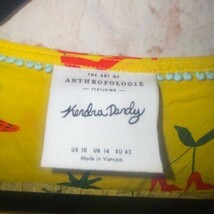 THE ART OF
ANTHROPOLOGIE
FEATURING
Kendra Dandy
US 10  UK 14  EU 42
Made in Vietnam